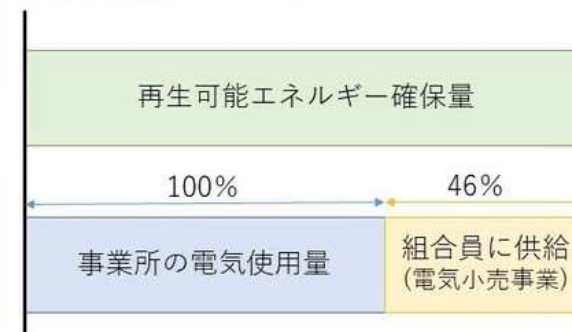 再生可能エネルギー確保量
100%
46%
事業所の電気使用量
組合員に供給
(電気小売事業)